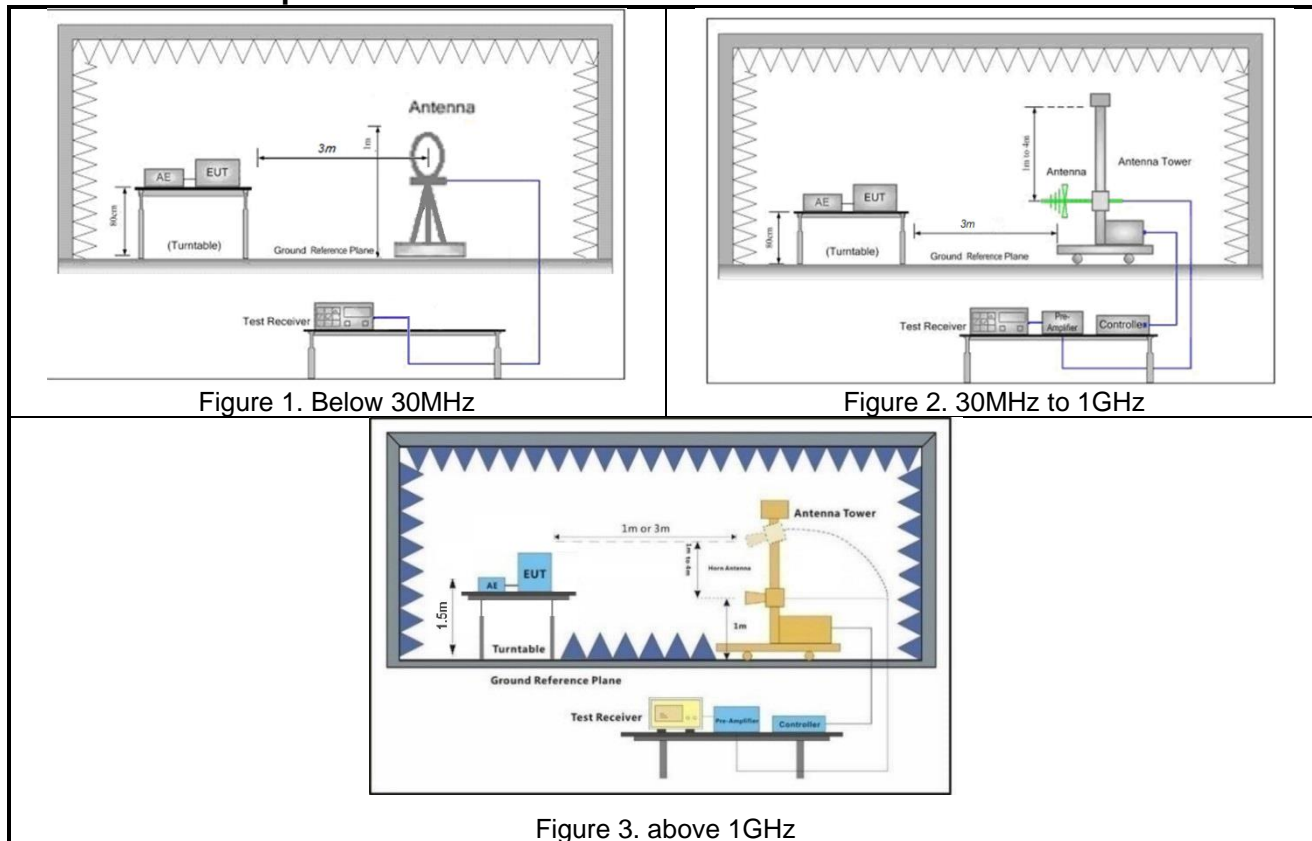 Antenna
1m
3m
AE
EUT
80cm
(Turntable)
Ground Reference Plane
Test Receiver
Figure 1. Below 30MHz
1m to 4m
Antenna
Antenna Tower
AE
EUT
3m
80cm
(Turntable)
Ground Reference Plane
Test Receiver
Pre-
Amplifier
Controller
Figure 2. 30MHz to 1GHz
Antenna Tower
1m or 3m
1m to 4m
Horn Antenna
EUT
AE
1.5m
1m
Turntable
Ground Reference Plane
Test Receiver
Pre-Amplifier
Controller
Figure 3. above 1GHz